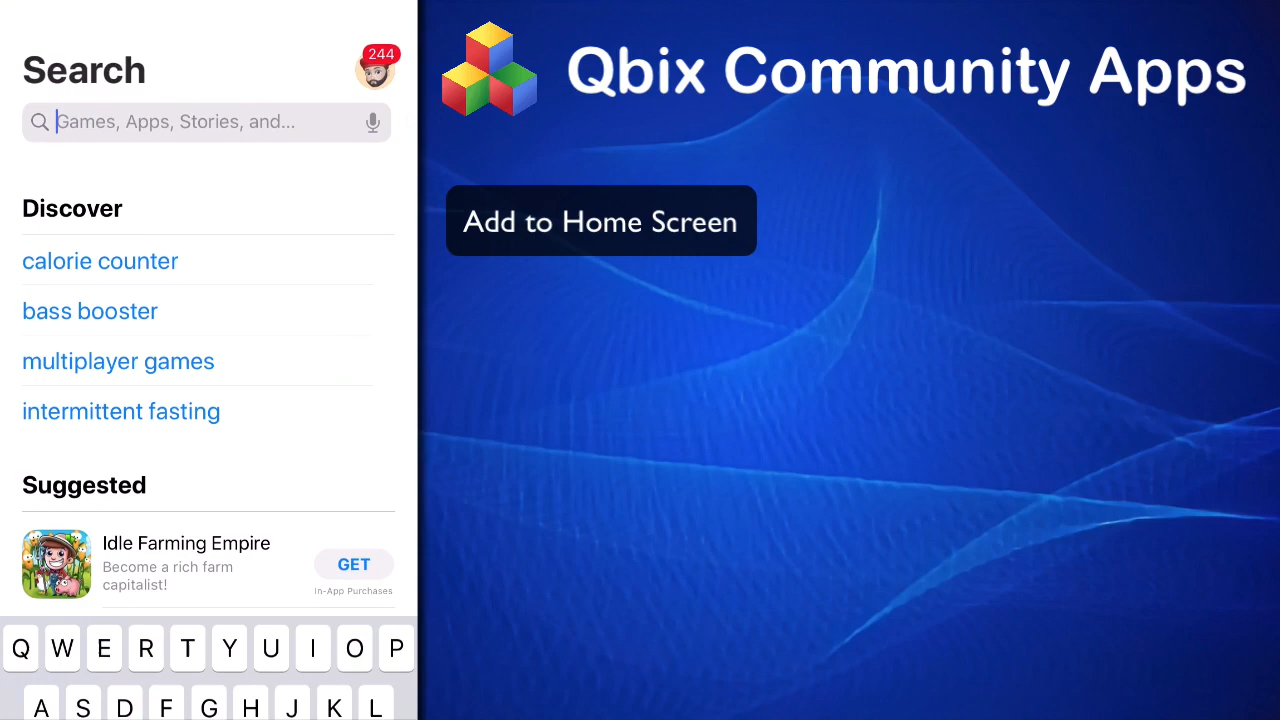 Search
244
Games, Apps, Stories, and...
Discover
calorie counter
bass booster
multiplayer games
intermittent fasting
Suggested
Idle Farming Empire
Become a rich farm
capitalist!
GET
In-App Purchases
Q W E R T Y U I O P
A S D F G H J K L
Qbix Community Apps
Add to Home Screen